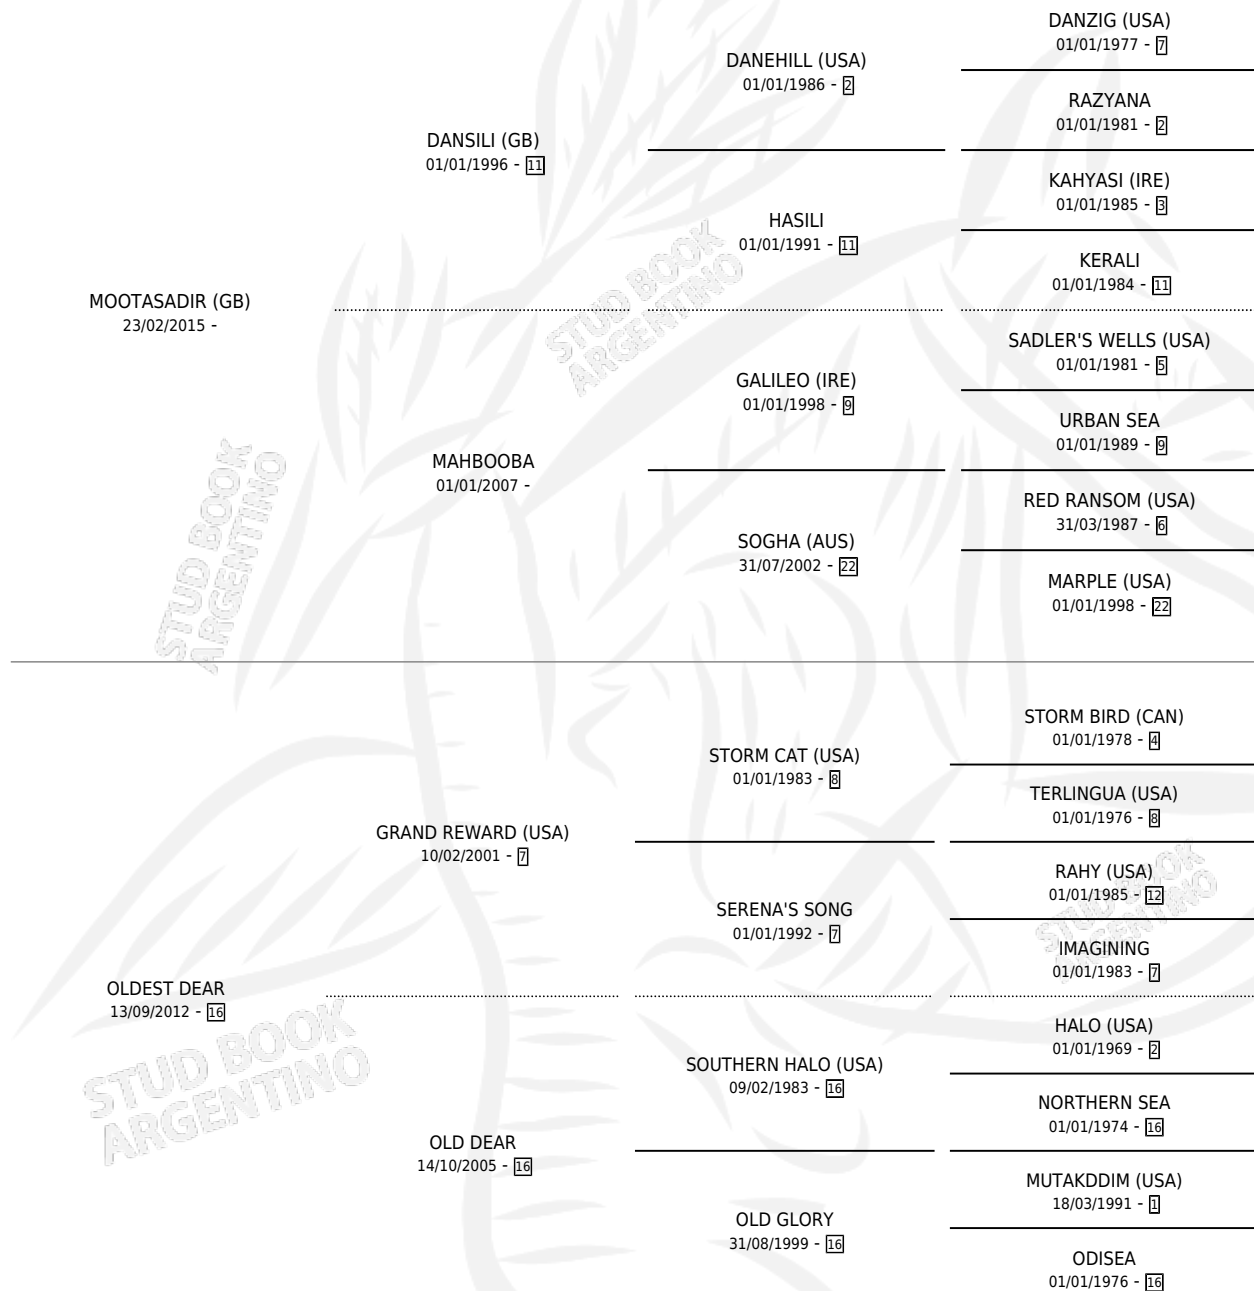 DANZIG (USA)
01/01/1977 - 7
DANEHILL (USA)
01/01/1986 - 2
RAZYANA
01/01/1981 - 2
DANSILI (GB)
01/01/1996 - 11
KAHYASI (IRE)
01/01/1985 - 3
HASILI
01/01/1991 - 11
KERALI
01/01/1984 - 11
MOOTASADIR (GB)
23/02/2015 -
SADLER'S WELLS (USA)
01/01/1981 - 5
GALILEO (IRE)
01/01/1998 - 9
URBAN SEA
01/01/1989 - 9
MAHBOOBA
01/01/2007 -
RED RANSOM (USA)
31/03/1987 - 6
SOGHA (AUS)
31/07/2002 - 22
MARPLE (USA)
01/01/1998 - 22
STORM BIRD (CAN)
01/01/1978 - 4
STORM CAT (USA)
01/01/1983 - 8
TERLINGUA (USA)
01/01/1976 - 8
GRAND REWARD (USA)
10/02/2001 - 7
RAHY (USA)
01/01/1985 - 12
SERENA'S SONG
01/01/1992 - 7
IMAGINING
01/01/1983 - 7
OLDEST DEAR
13/09/2012 - 16
HALO (USA)
01/01/1969 - 2
SOUTHERN HALO (USA)
09/02/1983 - 16
NORTHERN SEA
01/01/1974 - 16
OLD DEAR
14/10/2005 - 16
MUTAKDDIM (USA)
18/03/1991 - 1
OLD GLORY
31/08/1999 - 16
ODISEA
01/01/1976 - 16
STUD BOOK
ARGENTINO
STUD BOOK
ARGENTINO
STUD BOOK
ARGENTINO
STUD BOOK
ARGENTINO